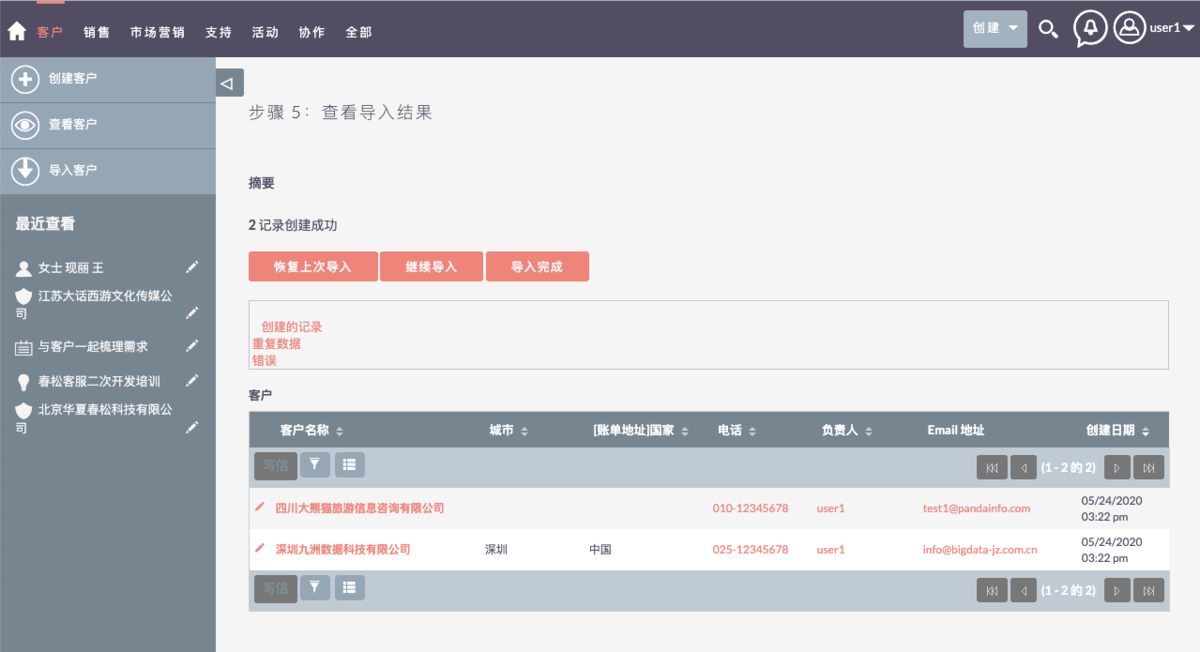 客户 销售 市场营销 支持 活动 协作 全部 创建 user1
创建客户
查看客户
导入客户
最近查看
女士 现丽 王
江苏大话西游文化传媒公
司
与客户一起梳理需求
春松客服二次开发培训
北京华夏春松科技有限公
司
步骤 5：查看导入结果
摘要
2 记录创建成功
恢复上次导入 继续导入 导入完成
创建的记录
重复数据
错误
客户
客户名称 城市 [账单地址]国家 电话 负责人 Email 地址 创建日期
写信 (1 - 2 的 2)
四川大熊猫旅游信息咨询有限公司 010-12345678 user1 test1@pandainfo.com 05/24/2020
03:22 pm
深圳九洲数据科技有限公司 深圳 中国 025-12345678 user1 info@bigdata-jz.com.cn 05/24/2020
03:22 pm
写信 (1 - 2 的 2)